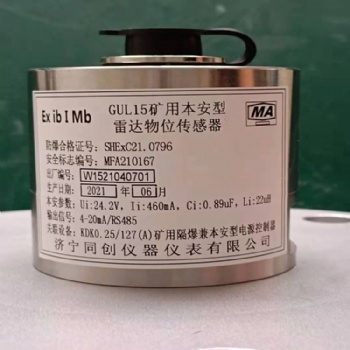 Ex ib I Mb
GUL15矿用本安型
雷达物位传感器
MA
防爆合格证号: SHExC21.0796
安全标志编号: MFA210167
出厂编号: W1521040701
生产日期: 2021 年 06 月
本安参数: Ui:24.2V, Ii:460mA, Ci:0.89uF, Li:22uH
输出信号: 4-20mA/RS485
关联设备: KDK0.25/127(A)矿用隔爆兼本安型电源控制器
济宁同创仪器仪表有限公司